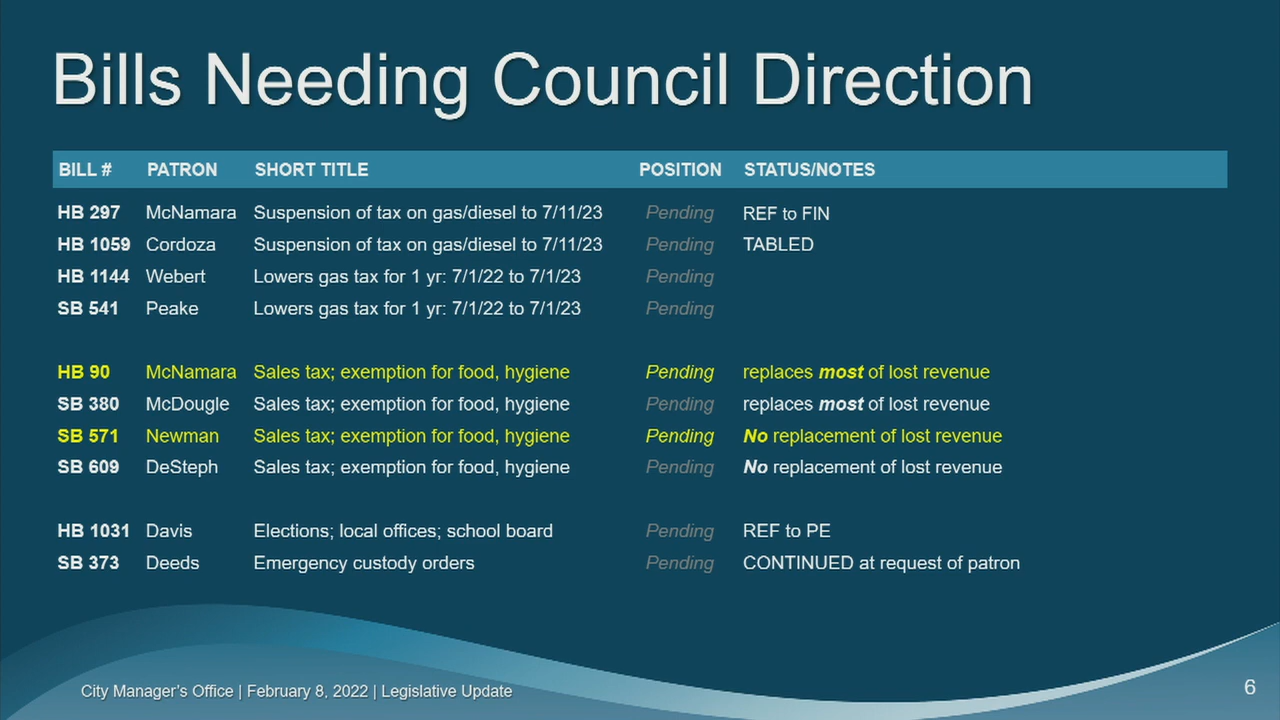 Bills Needing Council Direction
BILL # PATRON SHORT TITLE POSITION STATUS/NOTES
HB 297 McNamara Suspension of tax on gas/diesel to 7/11/23 Pending REF to FIN
HB 1059 Cordoza Suspension of tax on gas/diesel to 7/11/23 Pending TABLED
HB 1144 Webert Lowers gas tax for 1 yr: 7/1/22 to 7/1/23 Pending
SB 541 Peake Lowers gas tax for 1 yr: 7/1/22 to 7/1/23 Pending
HB 90 McNamara Sales tax; exemption for food, hygiene Pending replaces most of lost revenue
SB 380 McDougle Sales tax; exemption for food, hygiene Pending replaces most of lost revenue
SB 571 Newman Sales tax; exemption for food, hygiene Pending No replacement of lost revenue
SB 609 DeSteph Sales tax; exemption for food, hygiene Pending No replacement of lost revenue
HB 1031 Davis Elections; local offices; school board Pending REF to PE
SB 373 Deeds Emergency custody orders Pending CONTINUED at request of patron
City Manager's Office | February 8, 2022 | Legislative Update 6